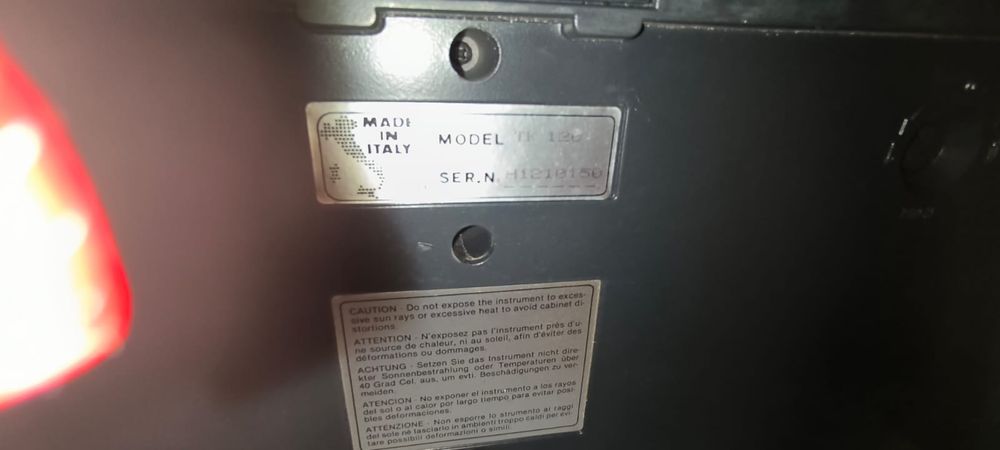 MADE
IN
ITALY
MODEL TK 120
SER.N. H1210150
CAUTION - Do not expose the instrument to exces-
sive sun rays or excessive heat to avoid cabinet di-
stortions.
ATTENTION - N'exposez pas l'instrument près d'u-
ne source de chaleur, ni au soleil, afin d'éviter des
déformations ou dommages.
ACHTUNG - Setzen Sie das Instrument nicht dire-
kter Sonnenbestrahlung oder Temperaturen über
40 Grad Cel. aus, um evtl. Beschädigungen zu ver-
meiden.
ATENCION - No exponer el instrumento a los rayos
del sol o al calor por largo tiempo para evitar posi-
bles deformaciones.
ATTENZIONE - Non esporre lo strumento ai raggi
del sole né lasciarlo in ambienti troppo caldi per evi-
tare possibili deformazioni o simili.